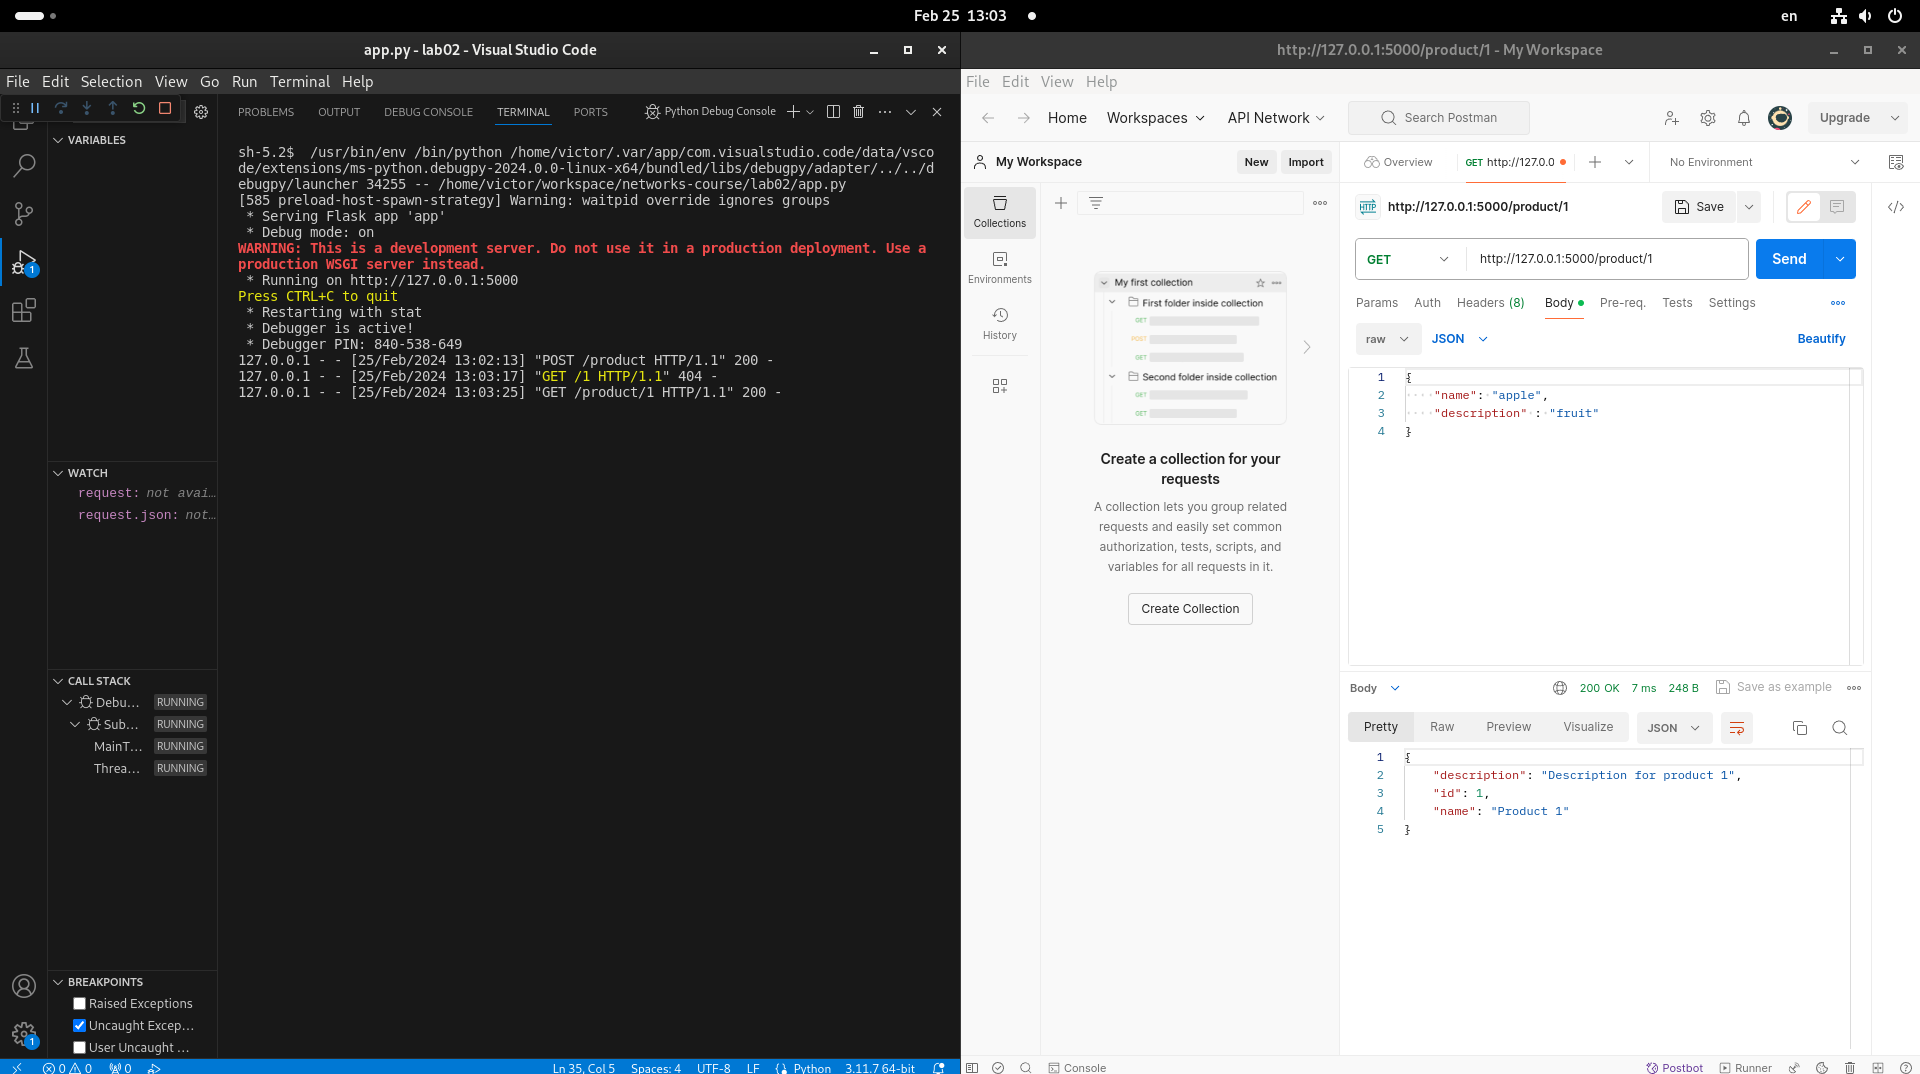 Feb 25 13:03
en
app.py - lab02 - Visual Studio Code
File Edit Selection View Go Run Terminal Help
PROBLEMS OUTPUT DEBUG CONSOLE TERMINAL PORTS Python Debug Console
VARIABLES
WATCH
request: not avai…
request.json: not…
CALL STACK
Debu… RUNNING
Sub… RUNNING
MainT… RUNNING
Threa… RUNNING
BREAKPOINTS
Raised Exceptions
Uncaught Excep…
User Uncaught …
1
1
sh-5.2$ /usr/bin/env /bin/python /home/victor/.var/app/com.visualstudio.code/data/vsco
de/extensions/ms-python.debugpy-2024.0.0-linux-x64/bundled/libs/debugpy/adapter/../../d
ebugpy/launcher 34255 -- /home/victor/workspace/networks-course/lab02/app.py
[585 preload-host-spawn-strategy] Warning: waitpid override ignores groups
* Serving Flask app 'app'
* Debug mode: on
WARNING: This is a development server. Do not use it in a production deployment. Use a
production WSGI server instead.
* Running on http://127.0.0.1:5000
Press CTRL+C to quit
* Restarting with stat
* Debugger is active!
* Debugger PIN: 840-538-649
127.0.0.1 - - [25/Feb/2024 13:02:13] "POST /product HTTP/1.1" 200 -
127.0.0.1 - - [25/Feb/2024 13:03:17] "GET /1 HTTP/1.1" 404 -
127.0.0.1 - - [25/Feb/2024 13:03:25] "GET /product/1 HTTP/1.1" 200 -
0 0 0 Ln 35, Col 5 Spaces: 4 UTF-8 LF Python 3.11.7 64-bit
http://127.0.0.1:5000/product/1 - My Workspace
File Edit View Help
Home Workspaces API Network Search Postman Upgrade
My Workspace New Import
Overview GET http://127.0.0 No Environment
Collections
Environments
History
My first collection
First folder inside collection
GET
POST
GET
Second folder inside collection
GET
GET
Create a collection for your
requests
A collection lets you group related
requests and easily set common
authorization, tests, scripts, and
variables for all requests in it.
Create Collection
HTTP http://127.0.0.1:5000/product/1 Save
GET http://127.0.0.1:5000/product/1 Send
Params Auth Headers (8) Body Pre-req. Tests Settings
raw JSON Beautify
1 {
2 "name": "apple",
3 "description" : "fruit"
4 }
Body 200 OK 7 ms 248 B Save as example
Pretty Raw Preview Visualize JSON
1 {
2 "description": "Description for product 1",
3 "id": 1,
4 "name": "Product 1"
5 }
Console Postbot Runner